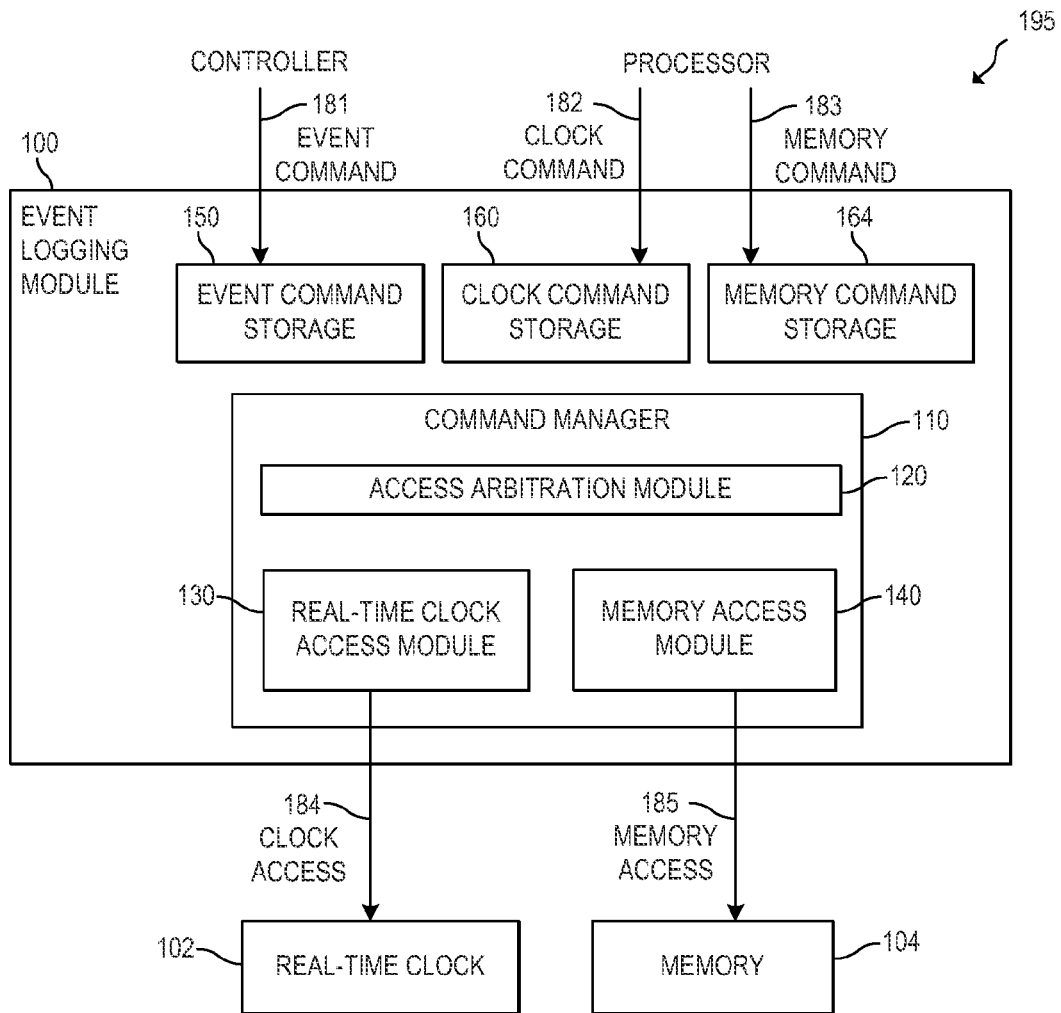 195
CONTROLLER
PROCESSOR
181
EVENT
COMMAND
182
CLOCK
COMMAND
183
MEMORY
COMMAND
100
EVENT
LOGGING
MODULE
150
EVENT COMMAND
STORAGE
160
CLOCK COMMAND
STORAGE
164
MEMORY COMMAND
STORAGE
COMMAND MANAGER
110
ACCESS ARBITRATION MODULE
120
130
REAL-TIME CLOCK
ACCESS MODULE
MEMORY ACCESS
MODULE
140
184
CLOCK
ACCESS
185
MEMORY
ACCESS
102
REAL-TIME CLOCK
MEMORY
104